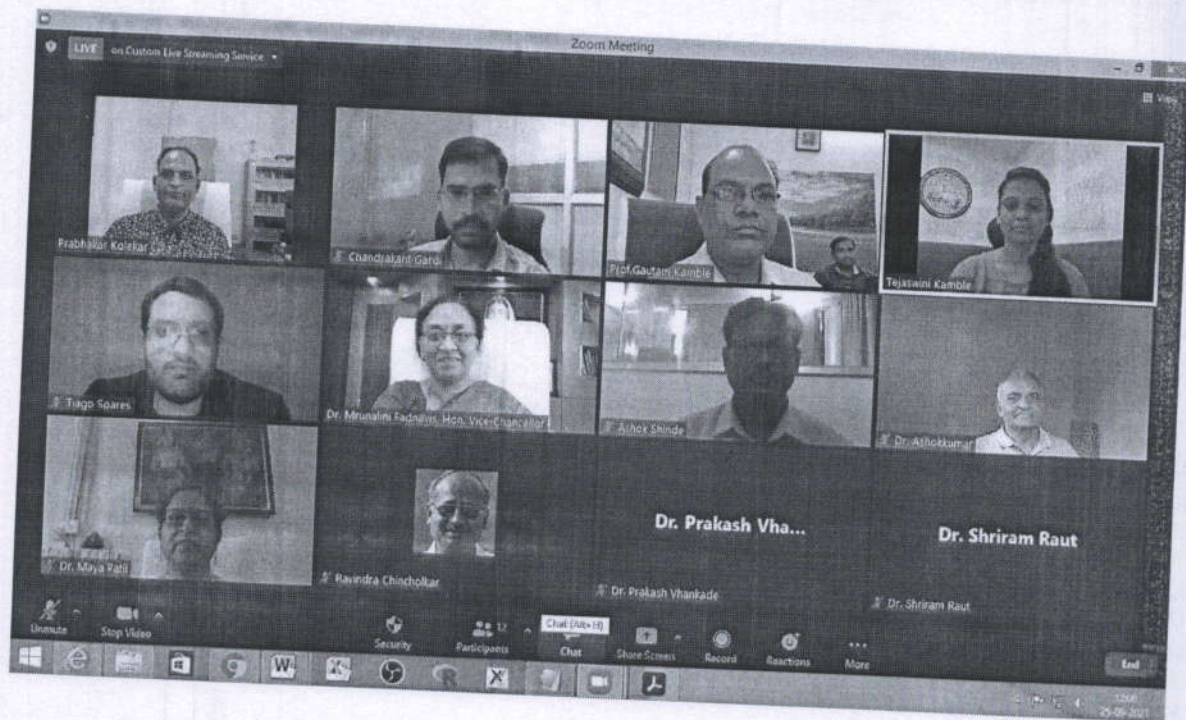 Zoom Meeting
LIVE on Custom Live Streaming Service
View
Prabhakar Kolekar
Chandrakant Gardi
Prof.Gautam Kamble
Tejaswini Kamble
Tiago Soares
Dr. Mrunalini Fadnavis, Hon. Vice-Chancellor
Ashok Shinde
Dr. Ashokkumar
Dr. Maya Patil
Ravindra Chincholkar
Dr. Prakash Vha...
Dr. Prakash Vhankade
Dr. Shriram Raut
Dr. Shriram Raut
Unmute
Stop Video
Security
Participants 12
Chat (Alt+H)
Chat
Share Screen
Record
Reactions
More
End
25-05-2021